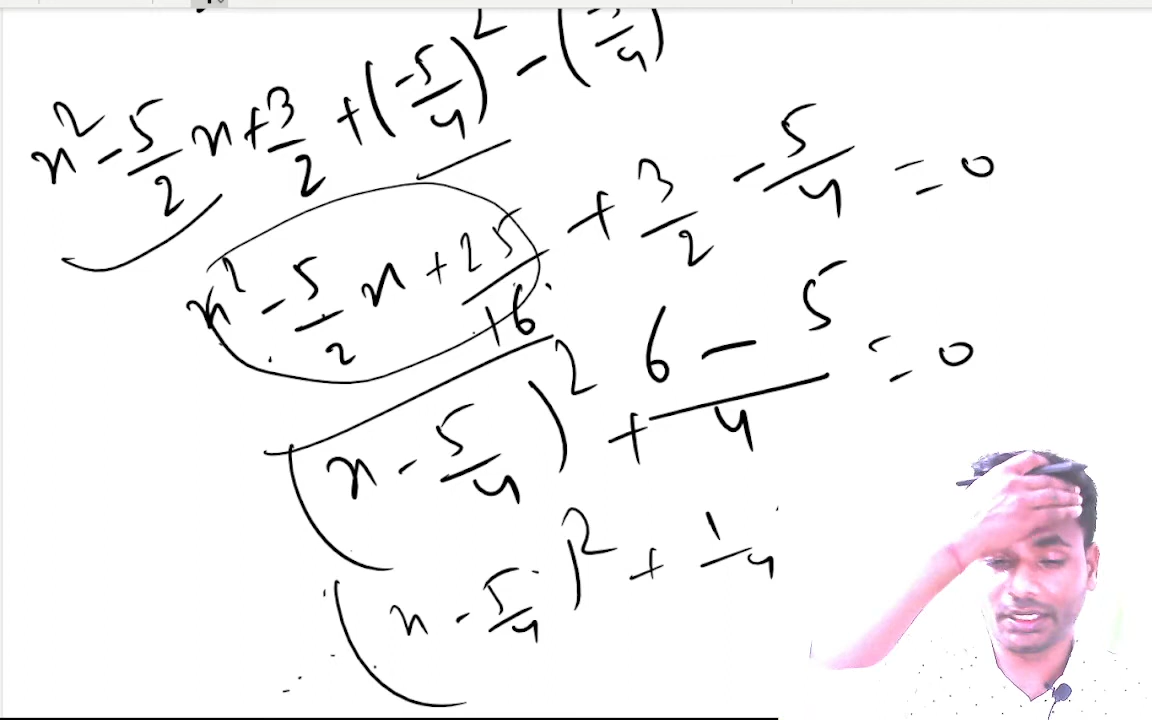 x² - 5/2 x + 3/2 + (-5/4)² - (-5/4)
x² - 5/2 x + 25/16 + 3/2 - 5/4 = 0
(x - 5/4)² + (6 - 5)/4 = 0
(x - 5/4)² + 1/4